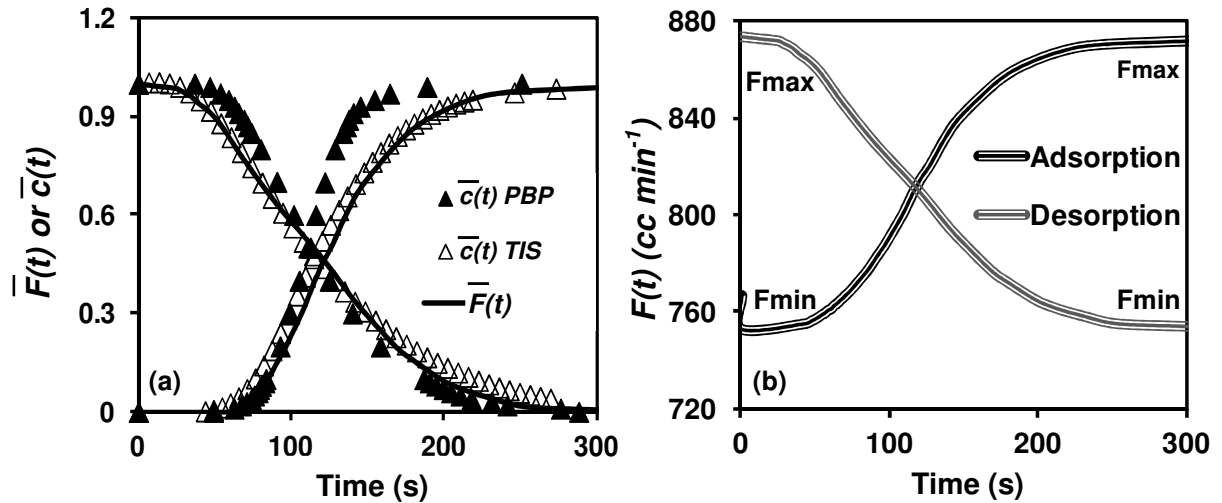 1.2
0.9
0.6
0.3
0
F̅(t) or c̅(t)
c̅(t) PBP
c̅(t) TIS
F̅(t)
(a)
0 100 200 300
Time (s)
880
840
800
760
720
F(t) (cc min⁻¹)
Fmax
Fmax
Adsorption
Desorption
Fmin
Fmin
(b)
0 100 200 300
Time (s)